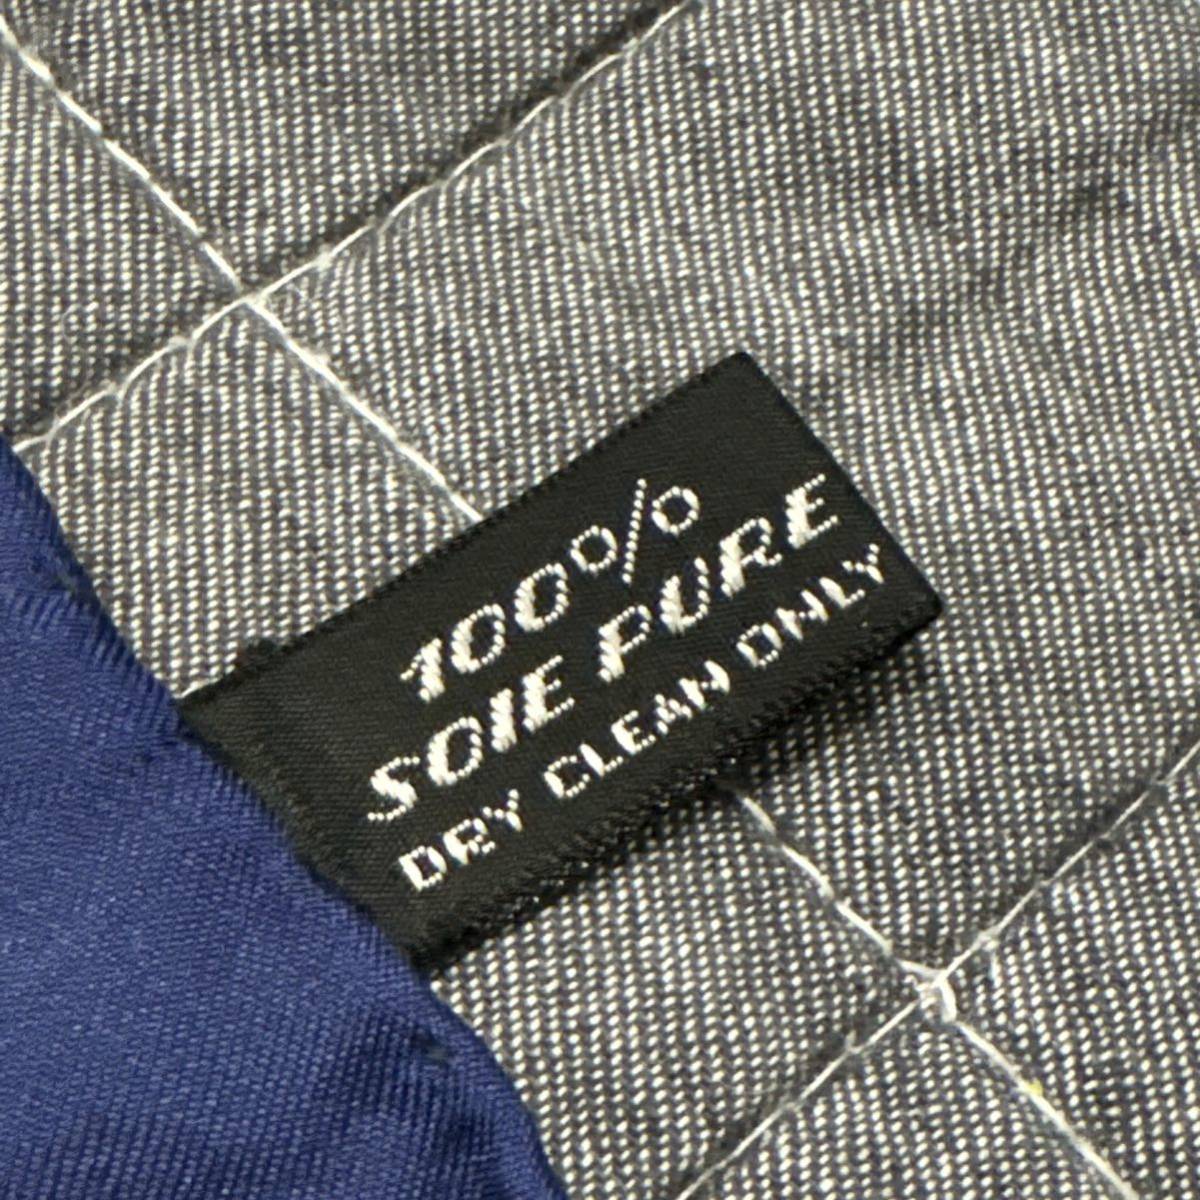 100%
SOIE PURE
DRY CLEAN ONLY